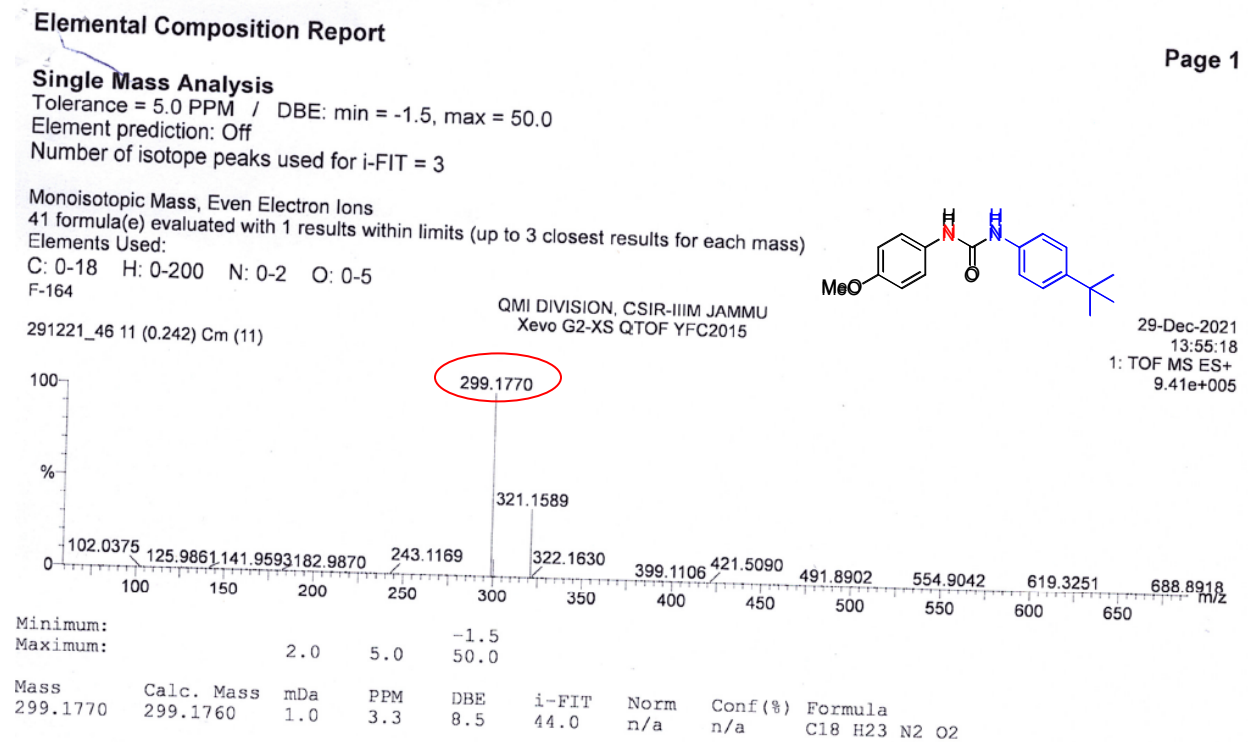 Elemental Composition Report
Page 1
Single Mass Analysis
Tolerance = 5.0 PPM / DBE: min = -1.5, max = 50.0
Element prediction: Off
Number of isotope peaks used for i-FIT = 3
Monoisotopic Mass, Even Electron Ions
41 formula(e) evaluated with 1 results within limits (up to 3 closest results for each mass)
Elements Used:
C: 0-18 H: 0-200 N: 0-2 O: 0-5
F-164
H H
N N
O
MeO
QMI DIVISION, CSIR-IIIM JAMMU
Xevo G2-XS QTOF YFC2015
291221_46 11 (0.242) Cm (11)
29-Dec-2021
13:55:18
1: TOF MS ES+
9.41e+005
100
299.1770
%
321.1589
102.0375 125.9861 141.9593 182.9870 243.1169 322.1630 399.1106 421.5090 491.8902 554.9042 619.3251 688.8918
0
100 150 200 250 300 350 400 450 500 550 600 650 m/z
Minimum: -1.5
Maximum: 2.0 5.0 50.0
Mass Calc. Mass mDa PPM DBE i-FIT Norm Conf(%) Formula
299.1770 299.1760 1.0 3.3 8.5 44.0 n/a n/a C18 H23 N2 O2